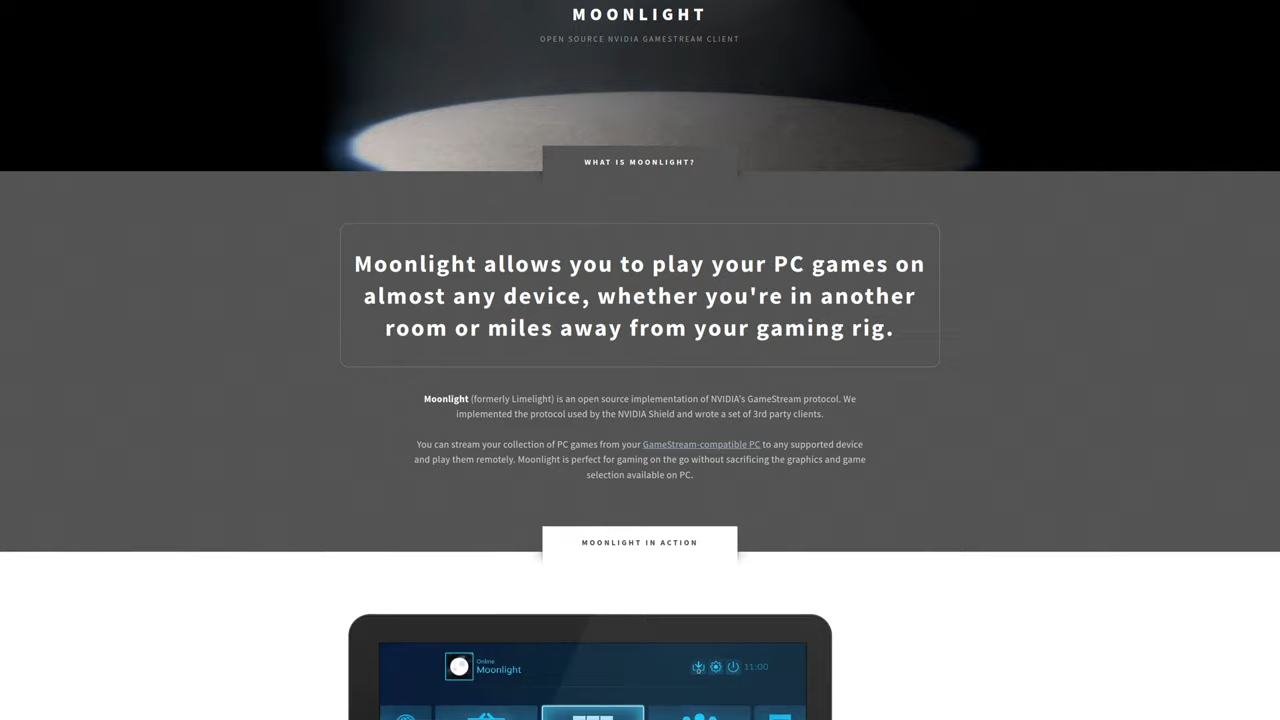 MOONLIGHT
OPEN SOURCE NVIDIA GAMESTREAM CLIENT
WHAT IS MOONLIGHT?
Moonlight allows you to play your PC games on
almost any device, whether you're in another
room or miles away from your gaming rig.
Moonlight (formerly Limelight) is an open source implementation of NVIDIA's GameStream protocol. We
implemented the protocol used by the NVIDIA Shield and wrote a set of 3rd party clients.
You can stream your collection of PC games from your GameStream-compatible PC to any supported device
and play them remotely. Moonlight is perfect for gaming on the go without sacrificing the graphics and game
selection available on PC.
MOONLIGHT IN ACTION
Online
Moonlight
11:00